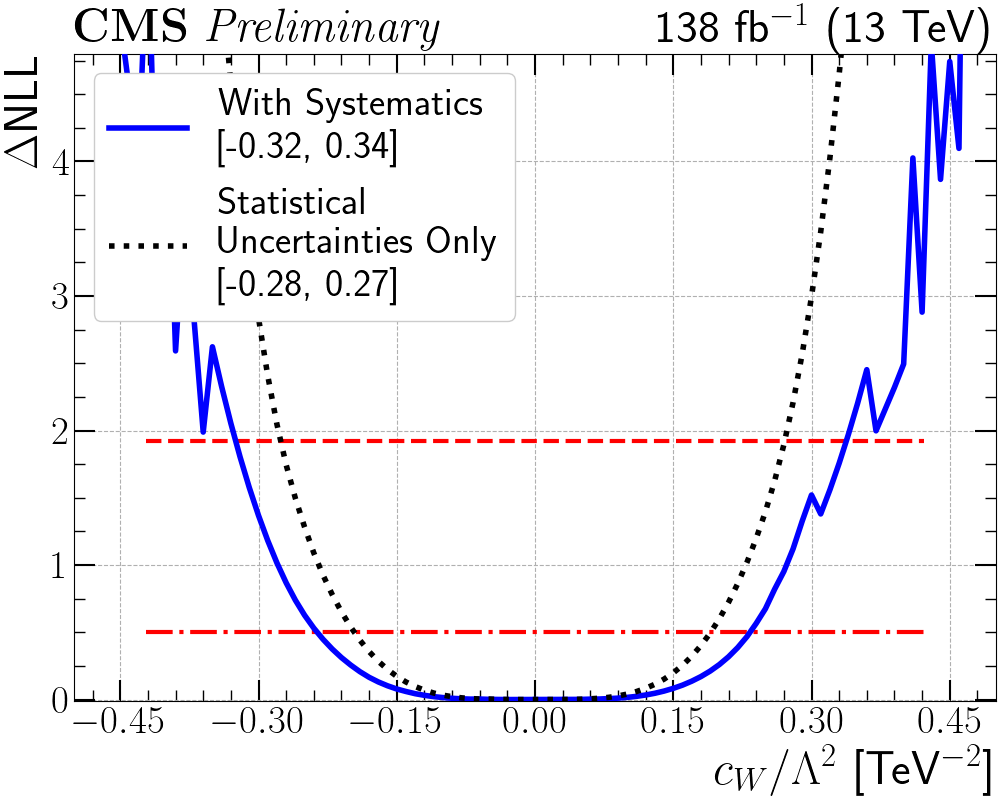 CMS Preliminary 138 fb⁻¹ (13 TeV)
ΔNLL
With Systematics
[-0.32, 0.34]
Statistical
Uncertainties Only
[-0.28, 0.27]
4
3
2
1
0
−0.45 −0.30 −0.15 0.00 0.15 0.30 0.45
c_W/Λ² [TeV⁻²]